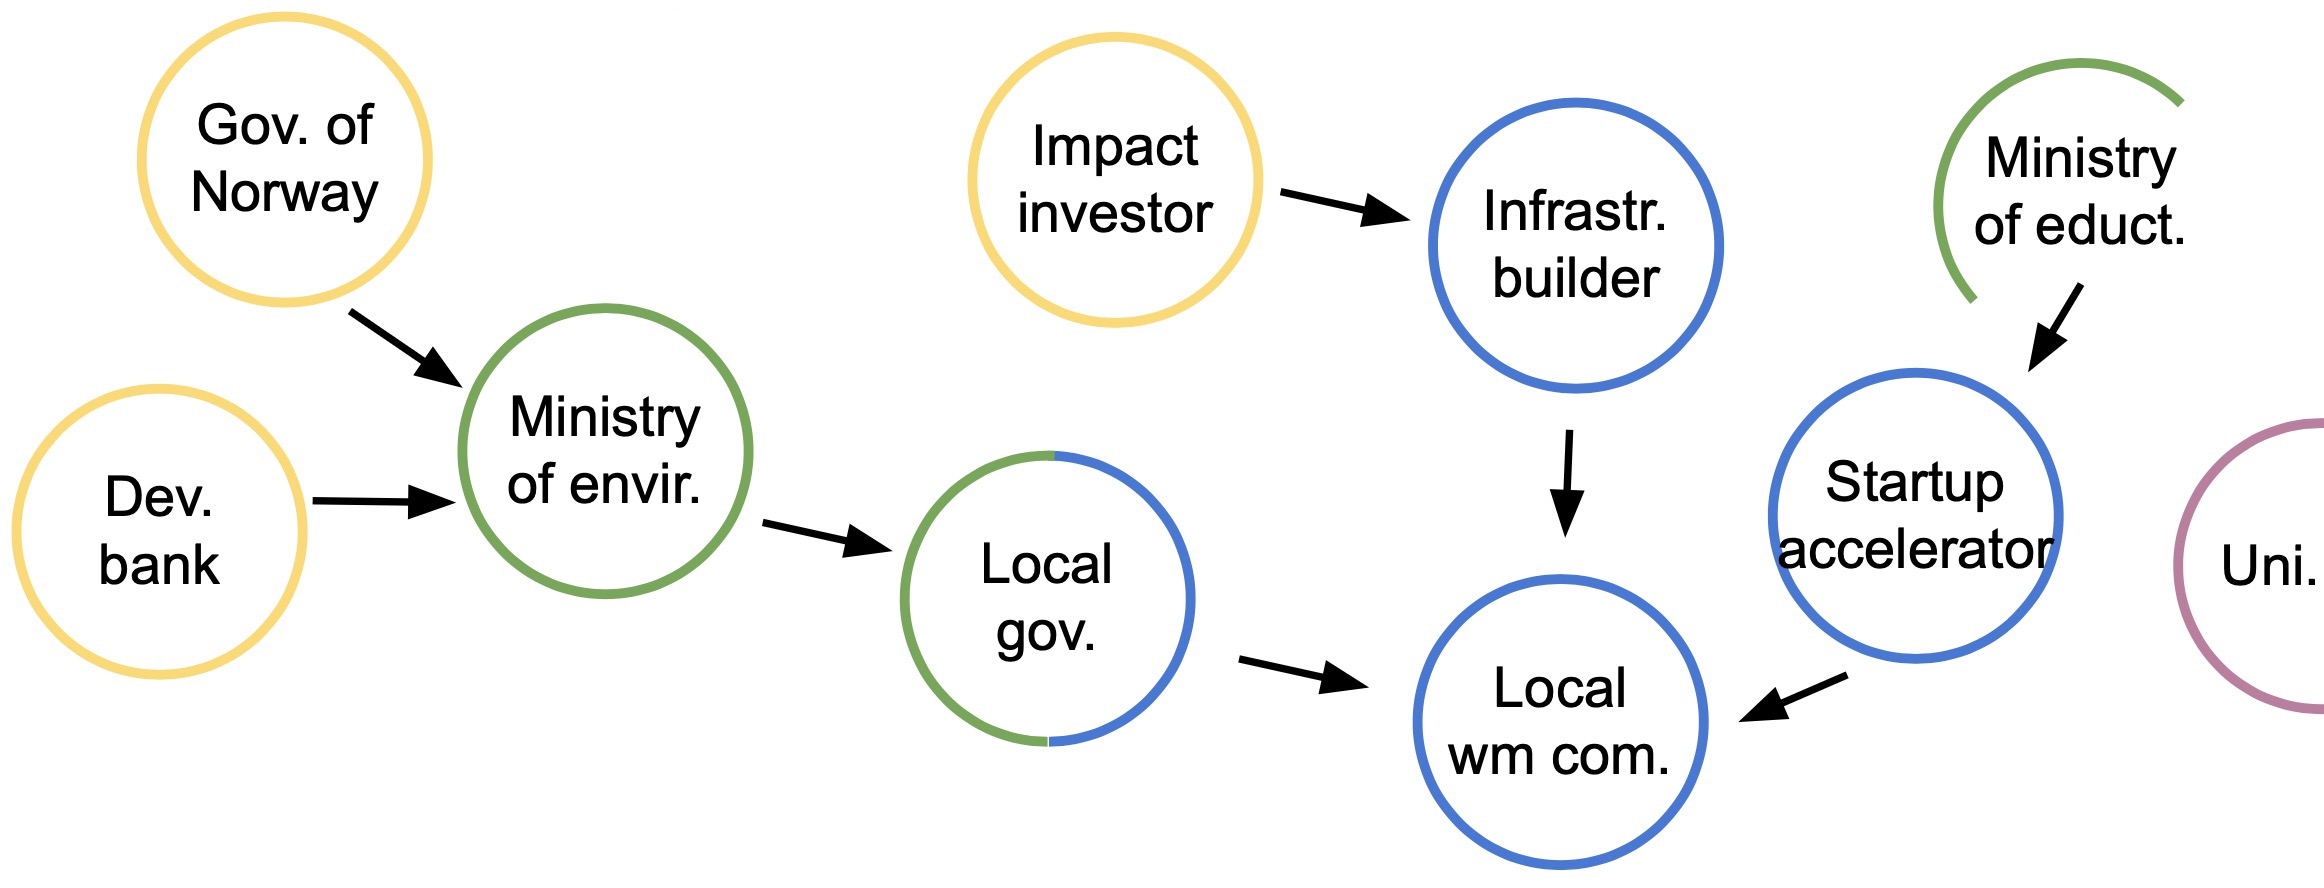 Gov. of
Norway
Dev.
bank
Ministry
of envir.
Local
gov.
Impact
investor
Infrastr.
builder
Local
wm com.
Ministry
of educt.
Startup
accelerator
Uni.